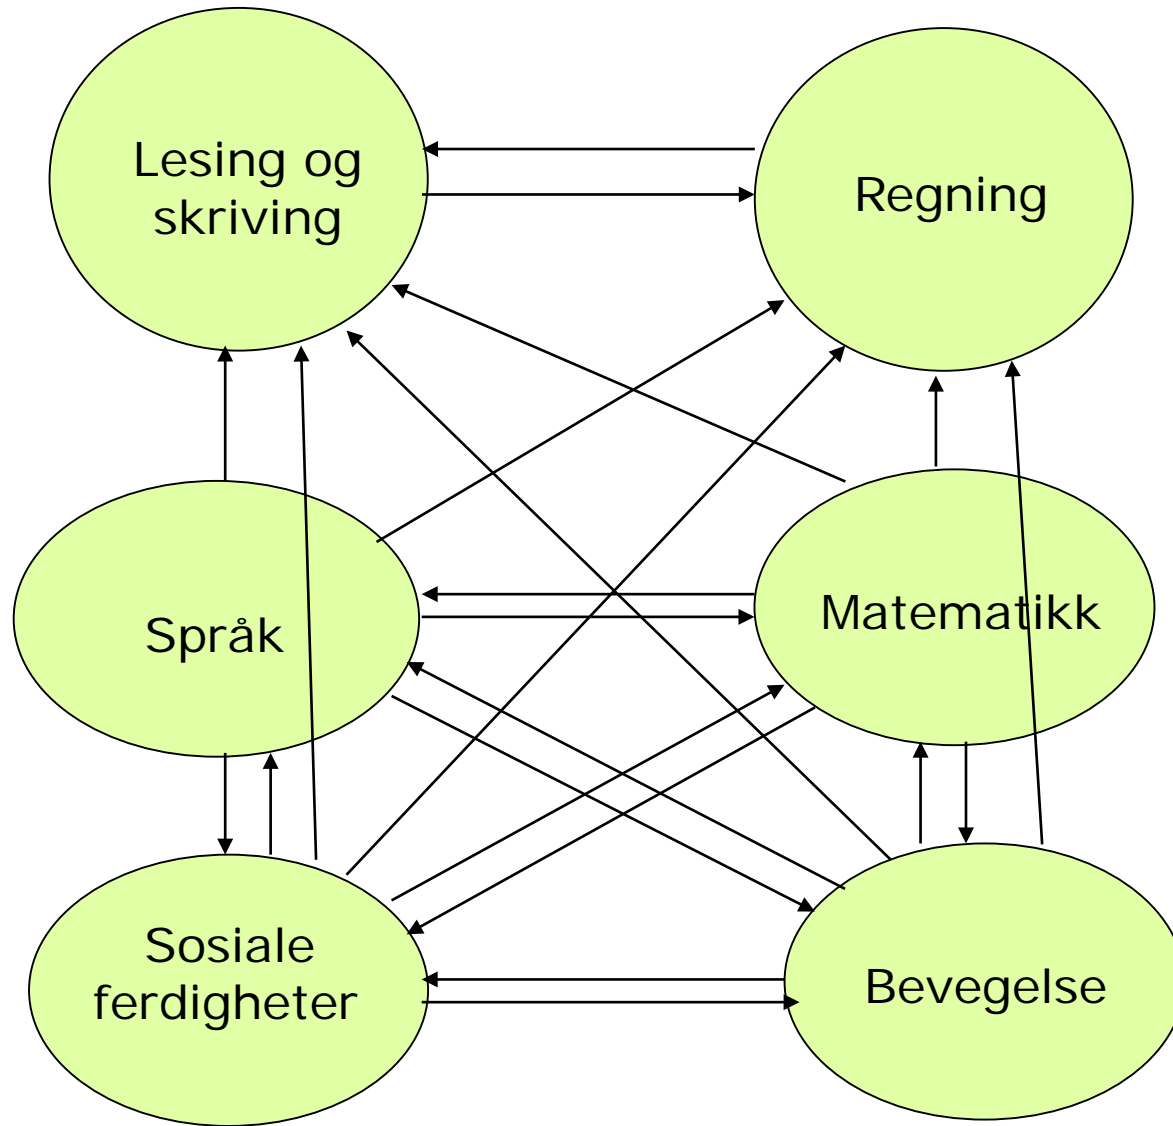 Lesing og
skriving
Regning
Språk
Matematikk
Sosiale
ferdigheter
Bevegelse